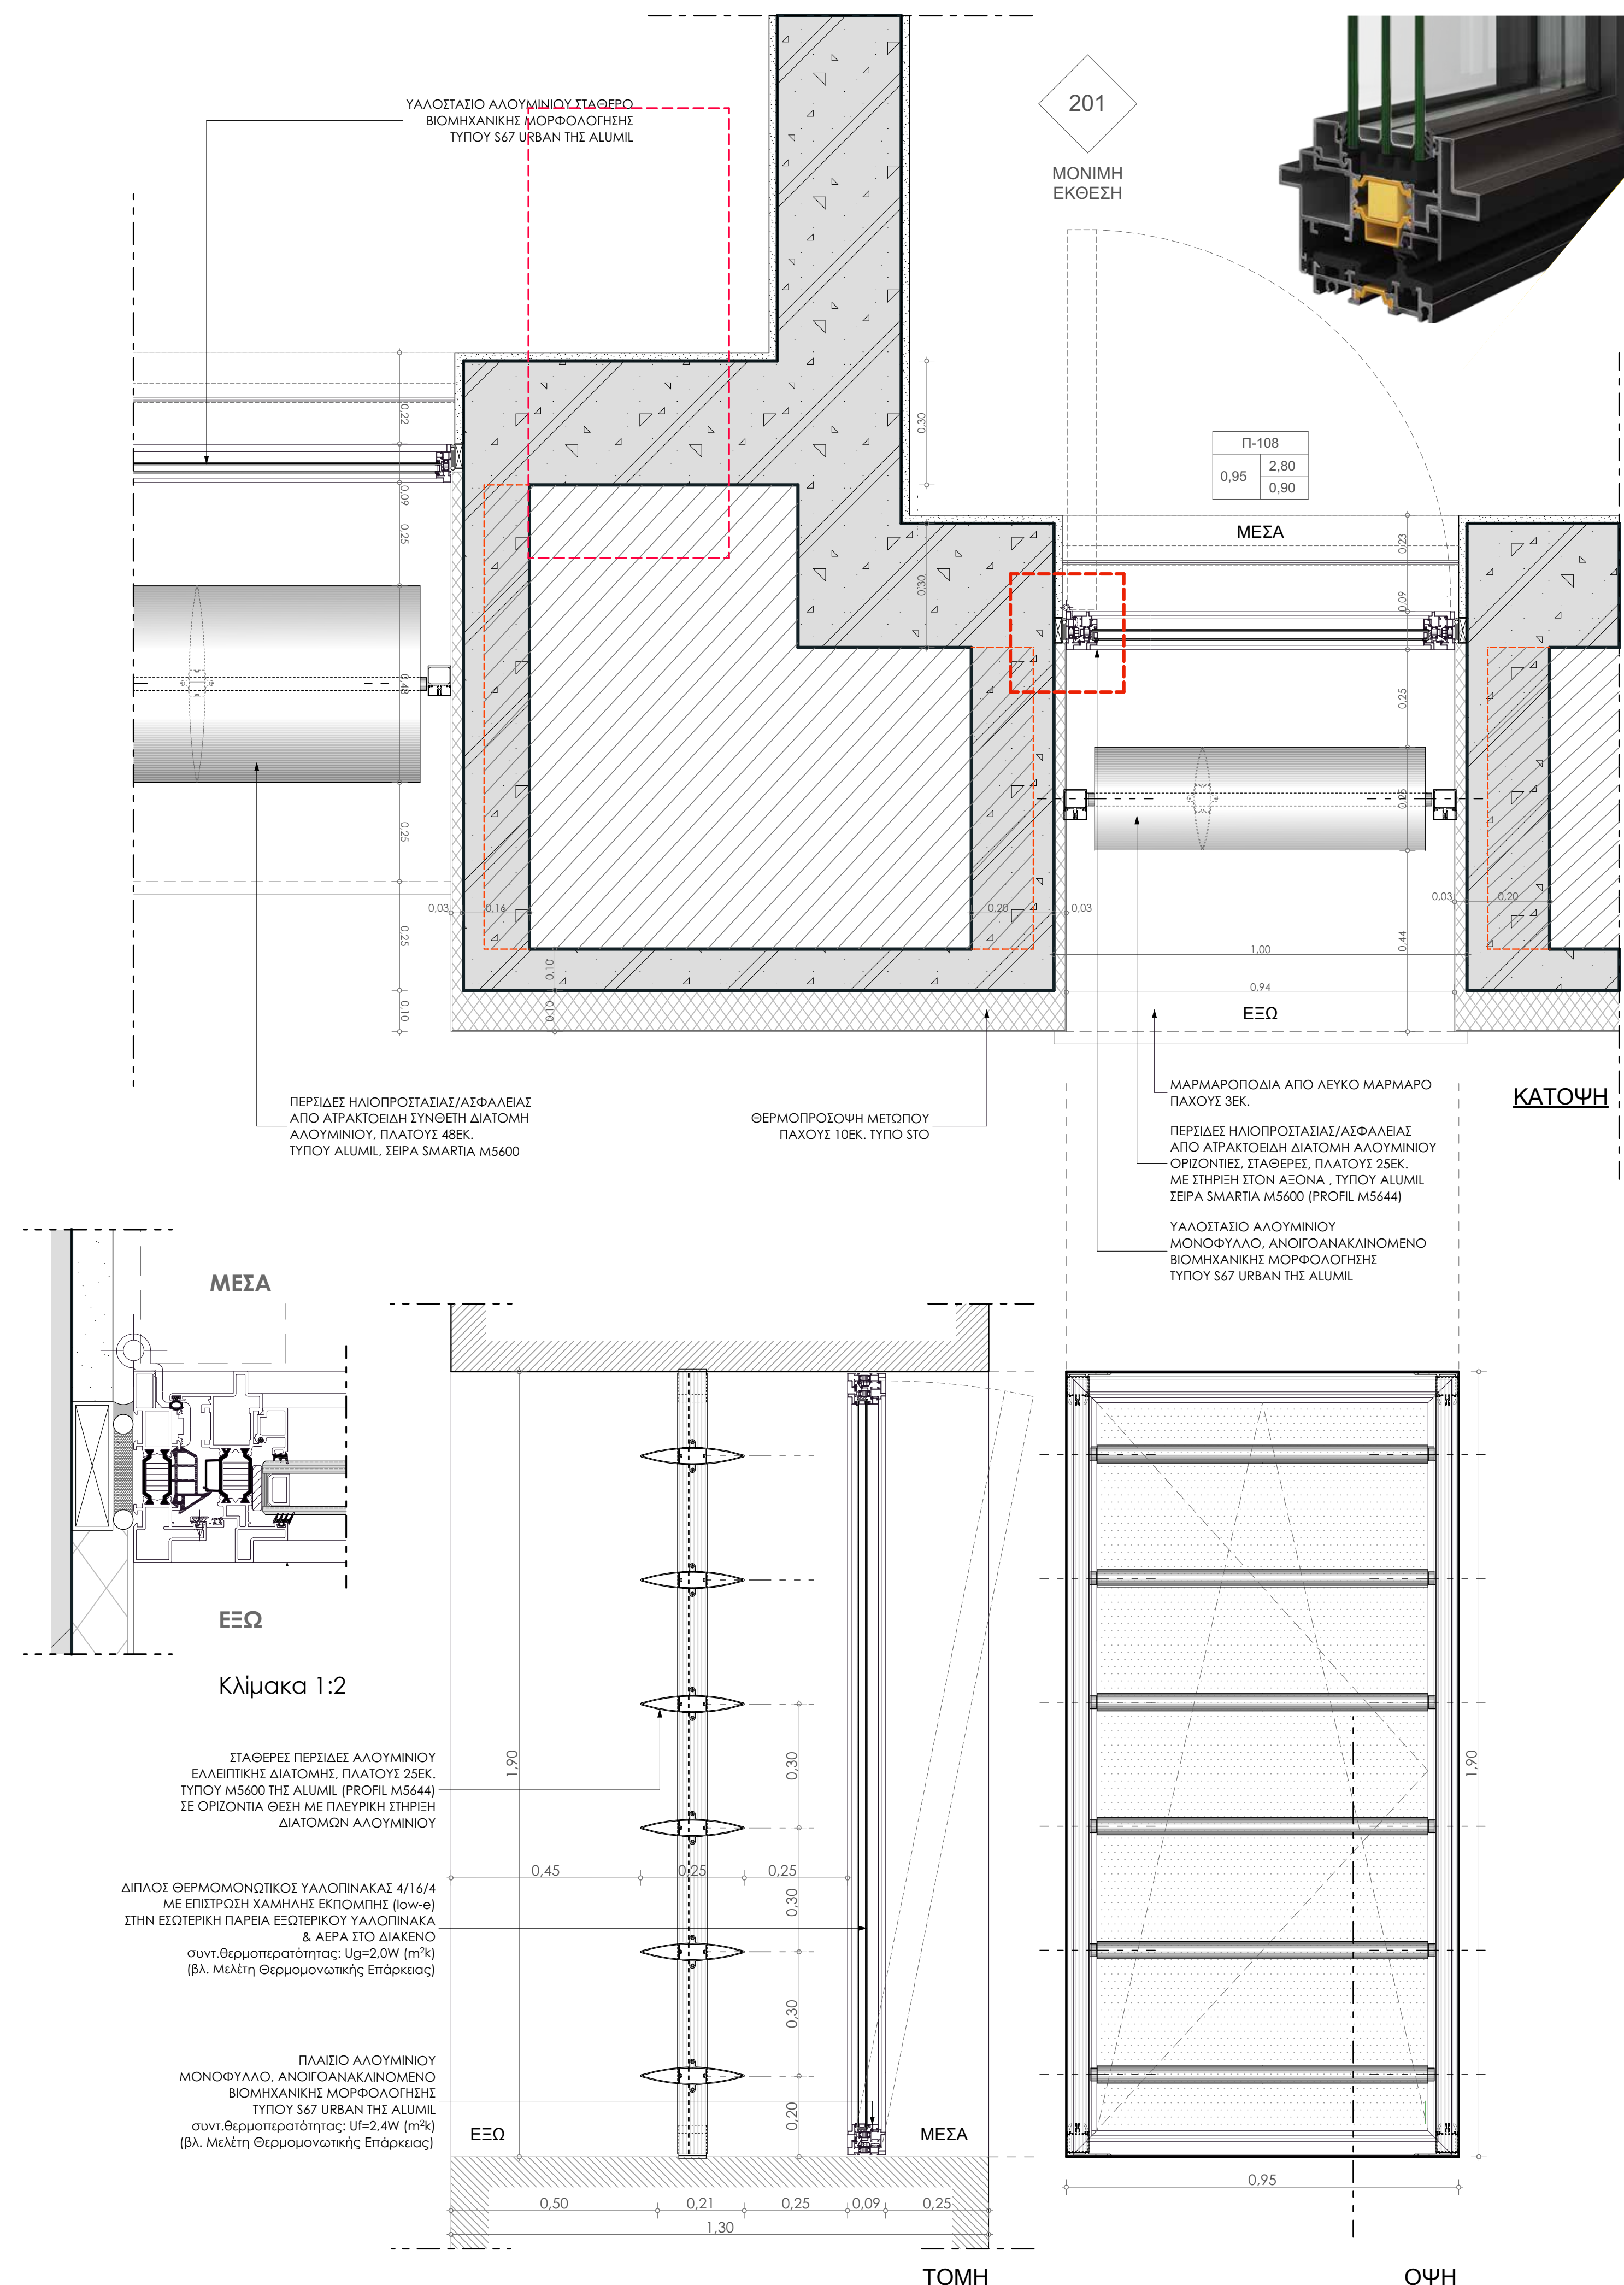 ΥΑΛΟΣΤΑΣΙΟ ΑΛΟΥΜΙΝΙΟΥ ΣΤΑΘΕΡΟ
ΒΙΟΜΗΧΑΝΙΚΗΣ ΜΟΡΦΟΛΟΓΗΣΗΣ
ΤΥΠΟΥ S67 URBAN ΤΗΣ ALUMIL
201
ΜΟΝΙΜΗ
ΕΚΘΕΣΗ
0,30
0,22
0,09
0,25
0,48
0,25
0,25
0,10
Π-108
0,95
2,80
0,90
ΜΕΣΑ
0,23
0,09
0,30
0,25
0,25
0,44
0,03
0,16
0,20
0,03
0,03
0,20
0,10
0,10
1,00
0,94
ΕΞΩ
ΚΑΤΟΨΗ
ΠΕΡΣΙΔΕΣ ΗΛΙΟΠΡΟΣΤΑΣΙΑΣ/ΑΣΦΑΛΕΙΑΣ
ΑΠΟ ΑΤΡΑΚΤΟΕΙΔΗ ΣΥΝΘΕΤΗ ΔΙΑΤΟΜΗ
ΑΛΟΥΜΙΝΙΟΥ, ΠΛΑΤΟΥΣ 48ΕΚ.
ΤΥΠΟΥ ALUMIL, ΣΕΙΡΑ SMARTIA M5600
ΘΕΡΜΟΠΡΟΣΟΨΗ ΜΕΤΩΠΟΥ
ΠΑΧΟΥΣ 10ΕΚ. ΤΥΠΟ STO
ΜΑΡΜΑΡΟΠΟΔΙΑ ΑΠΟ ΛΕΥΚΟ ΜΑΡΜΑΡΟ
ΠΑΧΟΥΣ 3ΕΚ.
ΠΕΡΣΙΔΕΣ ΗΛΙΟΠΡΟΣΤΑΣΙΑΣ/ΑΣΦΑΛΕΙΑΣ
ΑΠΟ ΑΤΡΑΚΤΟΕΙΔΗ ΔΙΑΤΟΜΗ ΑΛΟΥΜΙΝΙΟΥ
ΟΡΙΖΟΝΤΙΕΣ, ΣΤΑΘΕΡΕΣ, ΠΛΑΤΟΥΣ 25ΕΚ.
ΜΕ ΣΤΗΡΙΞΗ ΣΤΟΝ ΑΞΟΝΑ , ΤΥΠΟΥ ALUMIL
ΣΕΙΡΑ SMARTIA M5600 (PROFIL M5644)
ΥΑΛΟΣΤΑΣΙΟ ΑΛΟΥΜΙΝΙΟΥ
ΜΟΝΟΦΥΛΛΟ, ΑΝΟΙΓΟΑΝΑΚΛΙΝΟΜΕΝΟ
ΒΙΟΜΗΧΑΝΙΚΗΣ ΜΟΡΦΟΛΟΓΗΣΗΣ
ΤΥΠΟΥ S67 URBAN ΤΗΣ ALUMIL
ΜΕΣΑ
ΕΞΩ
Κλίμακα 1:2
ΣΤΑΘΕΡΕΣ ΠΕΡΣΙΔΕΣ ΑΛΟΥΜΙΝΙΟΥ
ΕΛΛΕΙΠΤΙΚΗΣ ΔΙΑΤΟΜΗΣ, ΠΛΑΤΟΥΣ 25ΕΚ.
ΤΥΠΟΥ M5600 ΤΗΣ ALUMIL (PROFIL M5644)
ΣΕ ΟΡΙΖΟΝΤΙΑ ΘΕΣΗ ΜΕ ΠΛΕΥΡΙΚΗ ΣΤΗΡΙΞΗ
ΔΙΑΤΟΜΩΝ ΑΛΟΥΜΙΝΙΟΥ
ΔΙΠΛΟΣ ΘΕΡΜΟΜΟΝΩΤΙΚΟΣ ΥΑΛΟΠΙΝΑΚΑΣ 4/16/4
ΜΕ ΕΠΙΣΤΡΩΣΗ ΧΑΜΗΛΗΣ ΕΚΠΟΜΠΗΣ (low-e)
ΣΤΗΝ ΕΣΩΤΕΡΙΚΗ ΠΑΡΕΙΑ ΕΞΩΤΕΡΙΚΟΥ ΥΑΛΟΠΙΝΑΚΑ
& ΑΕΡΑ ΣΤΟ ΔΙΑΚΕΝΟ
συντ.θερμοπερατότητας: Ug=2,0W (m²k)
(βλ. Μελέτη Θερμομονωτικής Επάρκειας)
ΠΛΑΙΣΙΟ ΑΛΟΥΜΙΝΙΟΥ
ΜΟΝΟΦΥΛΛΟ, ΑΝΟΙΓΟΑΝΑΚΛΙΝΟΜΕΝΟ
ΒΙΟΜΗΧΑΝΙΚΗΣ ΜΟΡΦΟΛΟΓΗΣΗΣ
ΤΥΠΟΥ S67 URBAN ΤΗΣ ALUMIL
συντ.θερμοπερατότητας: Uf=2,4W (m²k)
(βλ. Μελέτη Θερμομονωτικής Επάρκειας)
1,90
0,30
0,45
0,25
0,25
0,30
0,30
0,20
ΕΞΩ
ΜΕΣΑ
0,50
0,21
0,25
0,09
0,25
1,30
ΤΟΜΗ
1,90
0,95
ΟΨΗ